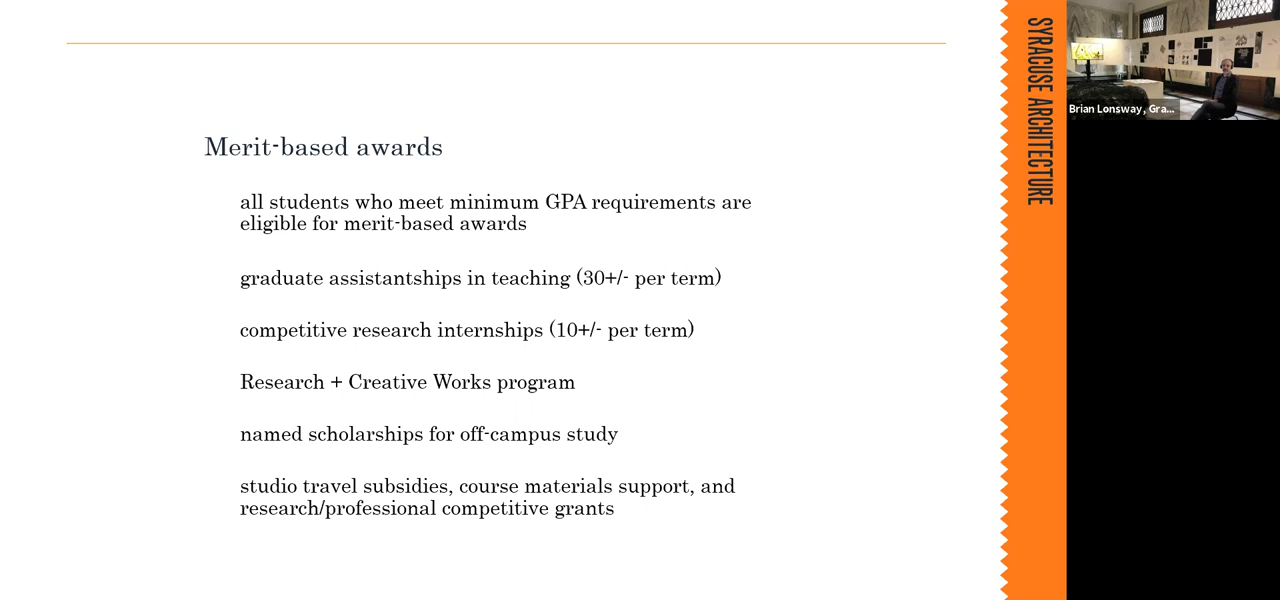 Merit-based awards
all students who meet minimum GPA requirements are
eligible for merit-based awards
graduate assistantships in teaching (30+/- per term)
competitive research internships (10+/- per term)
Research + Creative Works program
named scholarships for off-campus study
studio travel subsidies, course materials support, and
research/professional competitive grants
SYRACUSE ARCHITECTURE
Brian Lonsway, Gra...